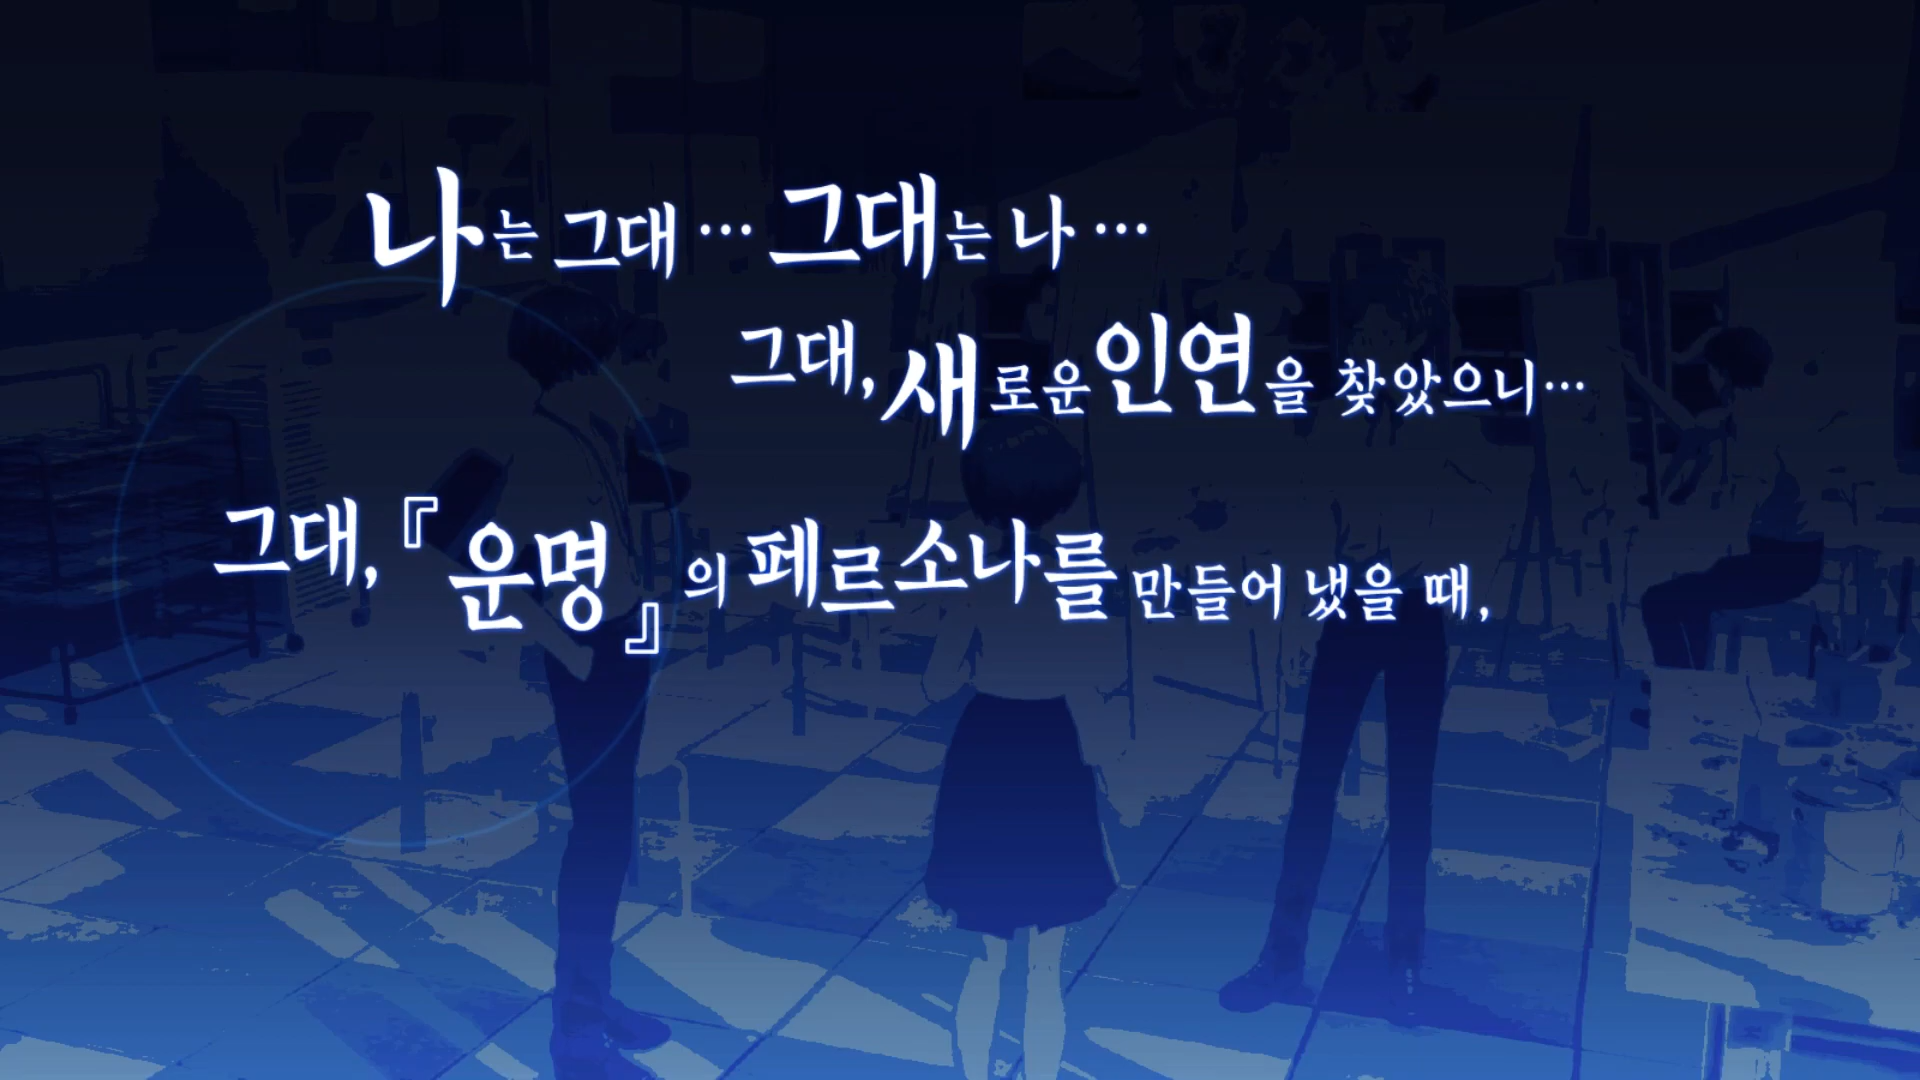 나는 그대… 그대는 나…
그대, 새로운 인연을 찾았으니…
그대, 『운명』의 페르소나를 만들어 냈을 때,